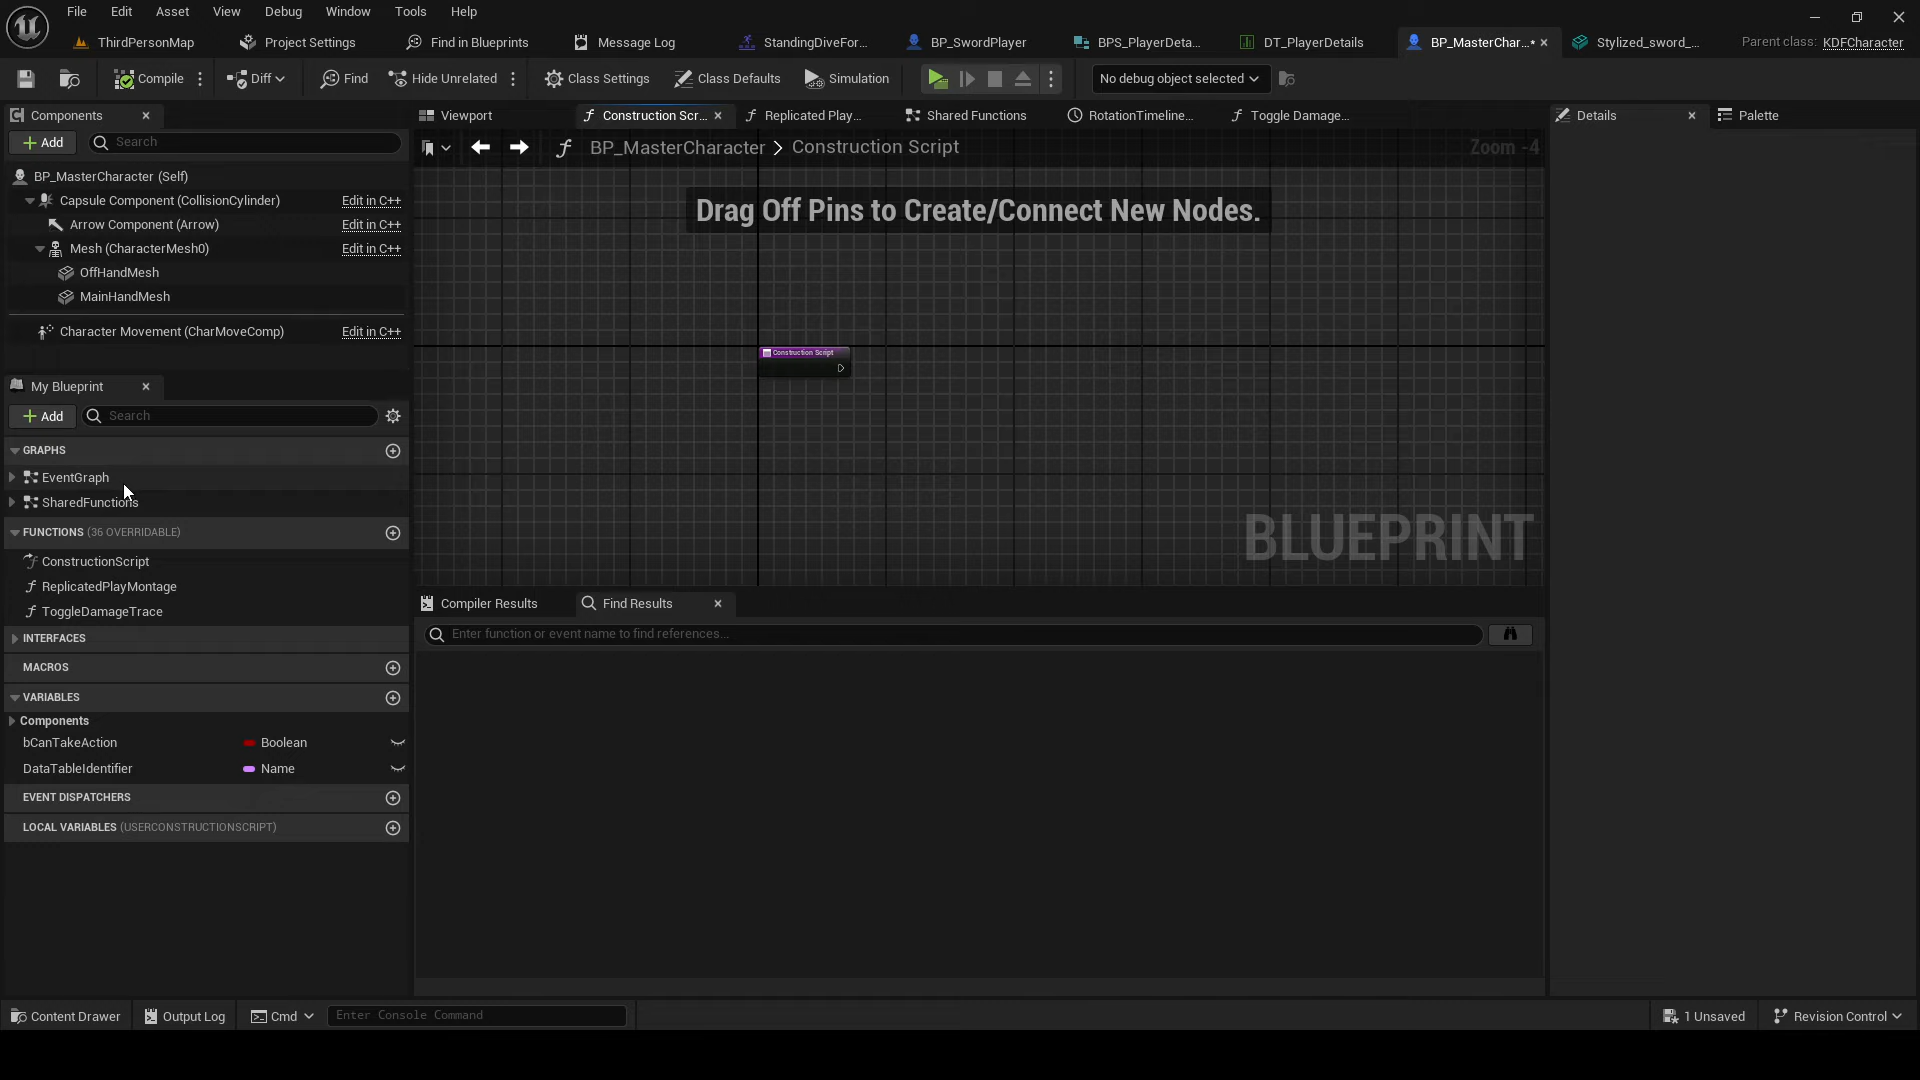 File Edit Asset View Debug Window Tools Help
ThirdPersonMap Project Settings Find in Blueprints Message Log StandingDiveFor... BP_SwordPlayer BPS_PlayerDeta... DT_PlayerDetails BP_MasterChar...* Stylized_sword_... Parent class: KDFCharacter
Compile Diff Find Hide Unrelated Class Settings Class Defaults Simulation No debug object selected
Components
Viewport Construction Scr... Replicated Play... Shared Functions RotationTimeline... Toggle Damage...
Details Palette
Add Search
BP_MasterCharacter > Construction Script Zoom -4
BP_MasterCharacter (Self)
Capsule Component (CollisionCylinder) Edit in C++
Arrow Component (Arrow) Edit in C++
Mesh (CharacterMesh0) Edit in C++
OffHandMesh
MainHandMesh
Character Movement (CharMoveComp) Edit in C++
Drag Off Pins to Create/Connect New Nodes.
Construction Script
BLUEPRINT
My Blueprint
Add Search
GRAPHS
EventGraph
SharedFunctions
FUNCTIONS (36 OVERRIDABLE)
ConstructionScript
ReplicatedPlayMontage
ToggleDamageTrace
INTERFACES
MACROS
VARIABLES
Components
bCanTakeAction Boolean
DataTableIdentifier Name
EVENT DISPATCHERS
LOCAL VARIABLES (USERCONSTRUCTIONSCRIPT)
Compiler Results Find Results
Enter function or event name to find references...
Content Drawer Output Log Cmd Enter Console Command 1 Unsaved Revision Control